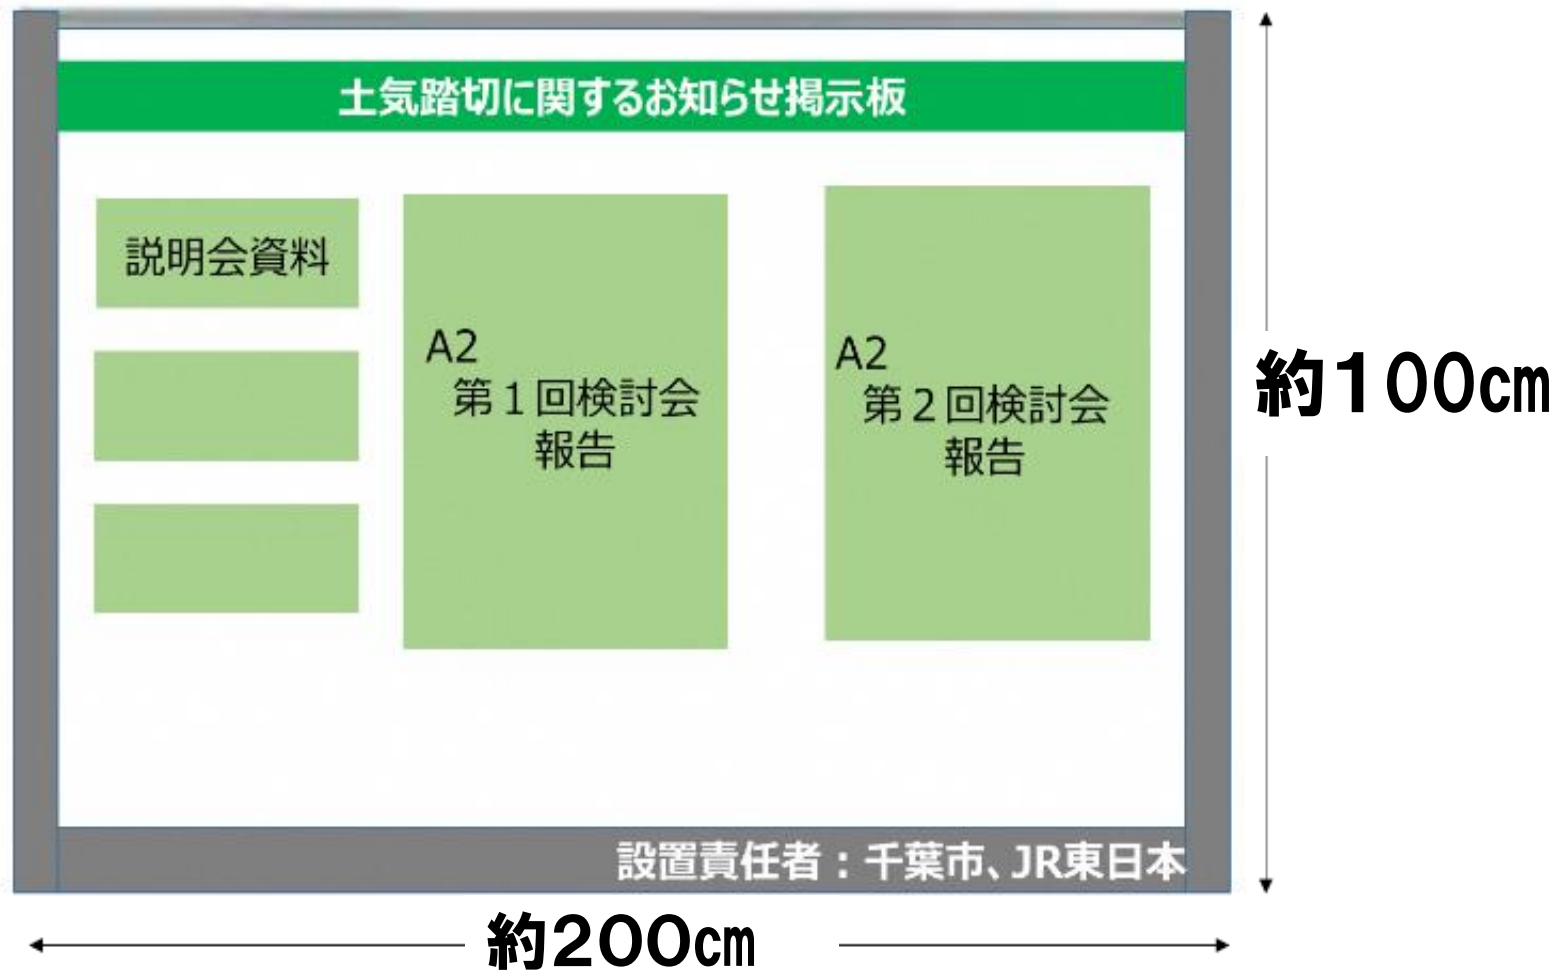 土気踏切に関するお知らせ掲示板
説明会資料
A2
第１回検討会
報告
A2
第２回検討会
報告
約100㎝
設置責任者：千葉市、JR東日本
約200㎝